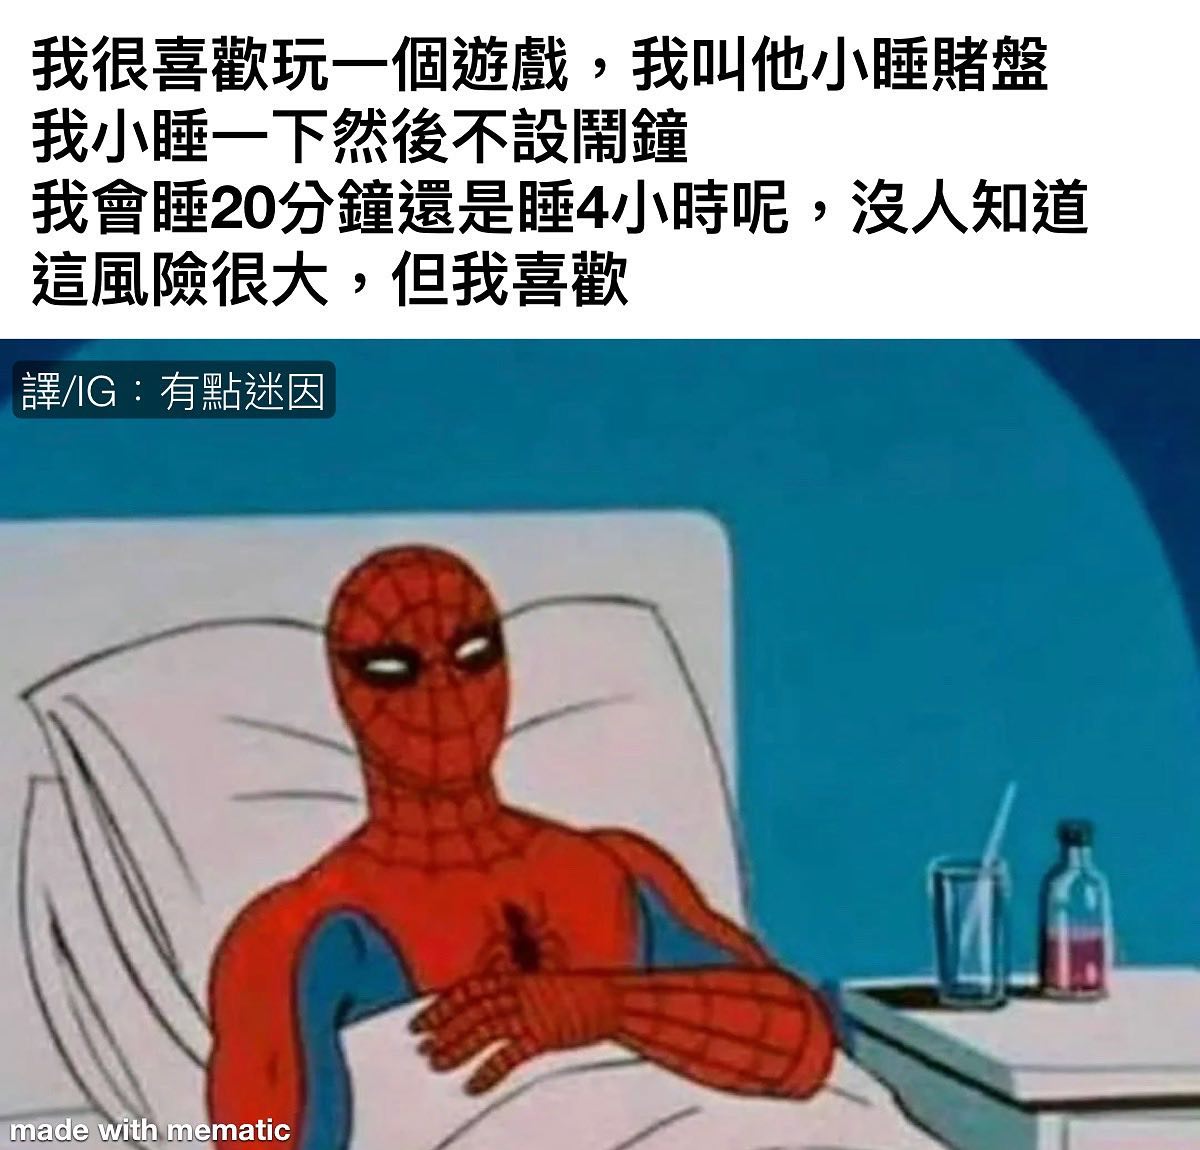 我很喜歡玩一個遊戲，我叫他小睡賭盤
我小睡一下然後不設鬧鐘
我會睡20分鐘還是睡4小時呢，沒人知道
這風險很大，但我喜歡
譯/IG：有點迷因
made with mematic